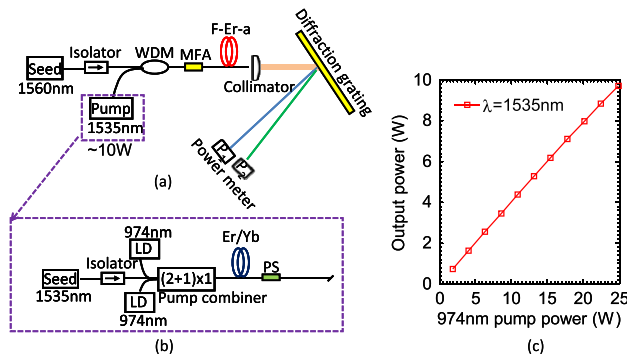 F-Er-a
WDM
MFA
Isolator
Seed
1560nm
Collimator
Diffraction grating
Pump
1535nm
~10W
Power meter
(a)
974nm
LD
Er/Yb
Isolator
PS
Seed
1535nm
(2+1)x1
Pump combiner
LD
974nm
(b)
10
8
6
4
2
0
Output power (W)
λ=1535nm
0 5 10 15 20 25
974nm pump power (W)
(c)